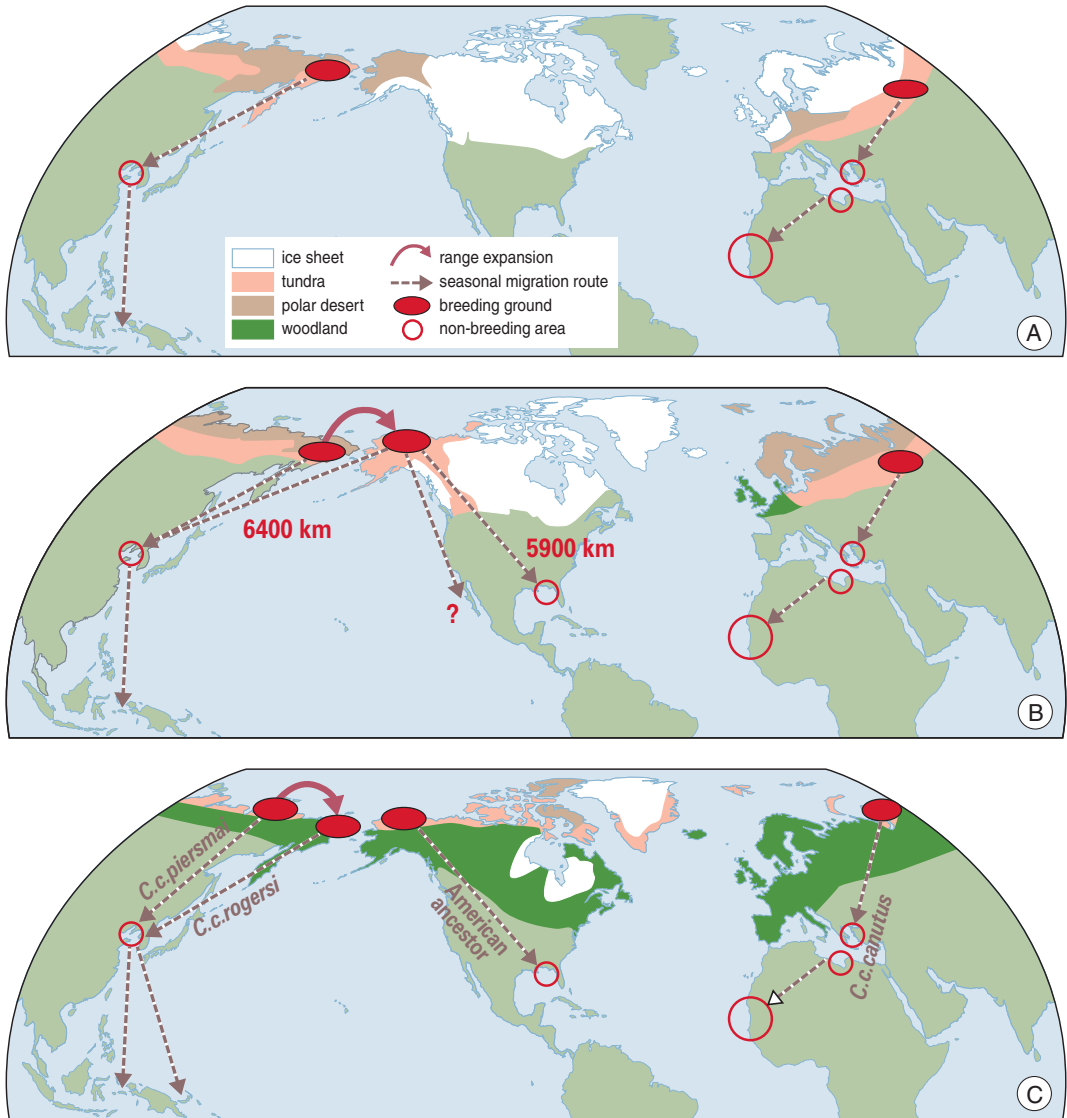 ice sheet
tundra
polar desert
woodland
range expansion
seasonal migration route
breeding ground
non-breeding area
A
6400 km
5900 km
?
B
C.c.piersmai
C.c.rogersi
American
ancestor
C.c.canutus
C